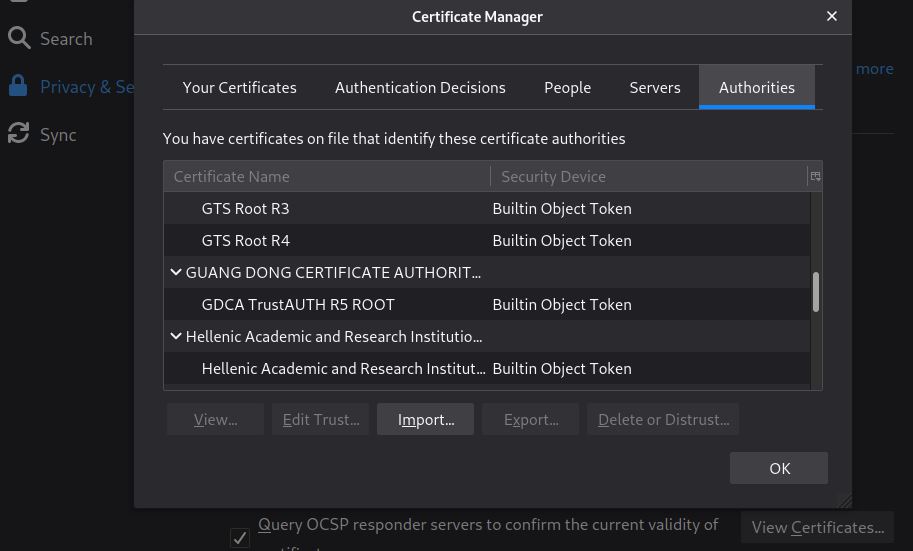 Certificate Manager
Search
more
Privacy & Se
Your Certificates
Authentication Decisions
People
Servers
Authorities
Sync
You have certificates on file that identify these certificate authorities
Certificate Name
Security Device
GTS Root R3
Builtin Object Token
GTS Root R4
Builtin Object Token
GUANG DONG CERTIFICATE AUTHORIT...
GDCA TrustAUTH R5 ROOT
Builtin Object Token
Hellenic Academic and Research Institutio...
Hellenic Academic and Research Institut...
Builtin Object Token
View...
Edit Trust...
Import...
Export...
Delete or Distrust...
OK
Query OCSP responder servers to confirm the current validity of
View Certificates...